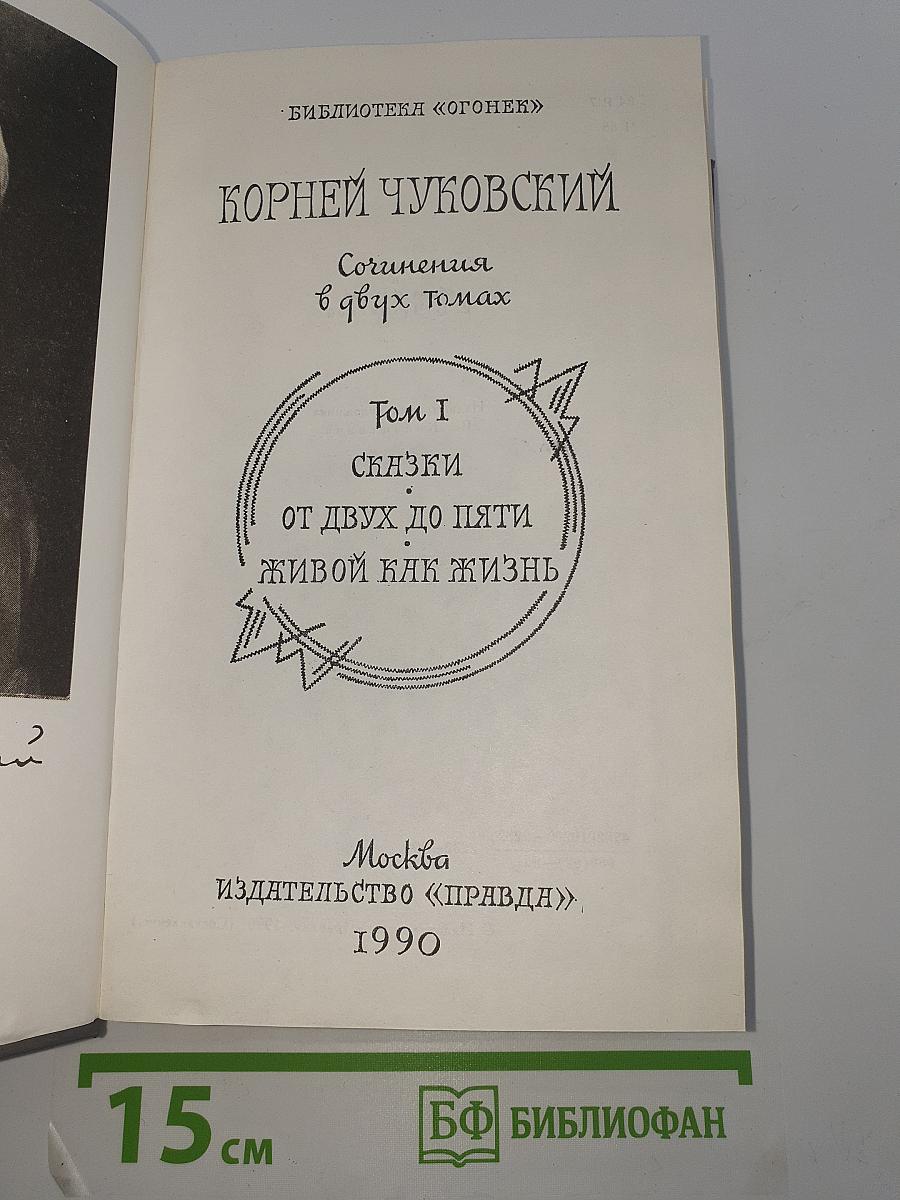 БИБЛИОТЕКА «ОГОНЕК»
КОРНЕЙ ЧУКОВСКИЙ
Сочинения
в двух томах
Том I
СКАЗКИ
•
ОТ ДВУХ ДО ПЯТИ
•
ЖИВОЙ КАК ЖИЗНЬ
Москва
ИЗДАТЕЛЬСТВО «ПРАВДА»
1990
15 см
БФ БИБЛИОФАН